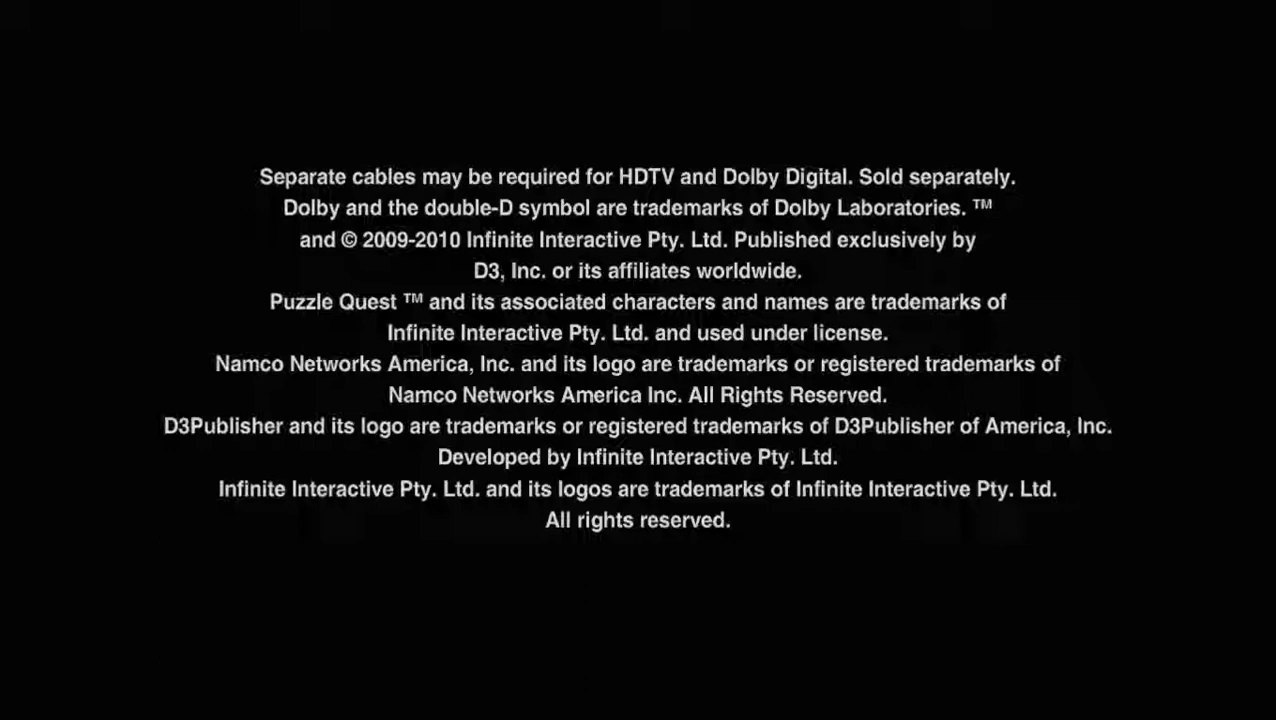 Separate cables may be required for HDTV and Dolby Digital. Sold separately.
Dolby and the double-D symbol are trademarks of Dolby Laboratories. ™
and © 2009-2010 Infinite Interactive Pty. Ltd. Published exclusively by
D3, Inc. or its affiliates worldwide.
Puzzle Quest ™ and its associated characters and names are trademarks of
Infinite Interactive Pty. Ltd. and used under license.
Namco Networks America, Inc. and its logo are trademarks or registered trademarks of
Namco Networks America Inc. All Rights Reserved.
D3Publisher and its logo are trademarks or registered trademarks of D3Publisher of America, Inc.
Developed by Infinite Interactive Pty. Ltd.
Infinite Interactive Pty. Ltd. and its logos are trademarks of Infinite Interactive Pty. Ltd.
All rights reserved.